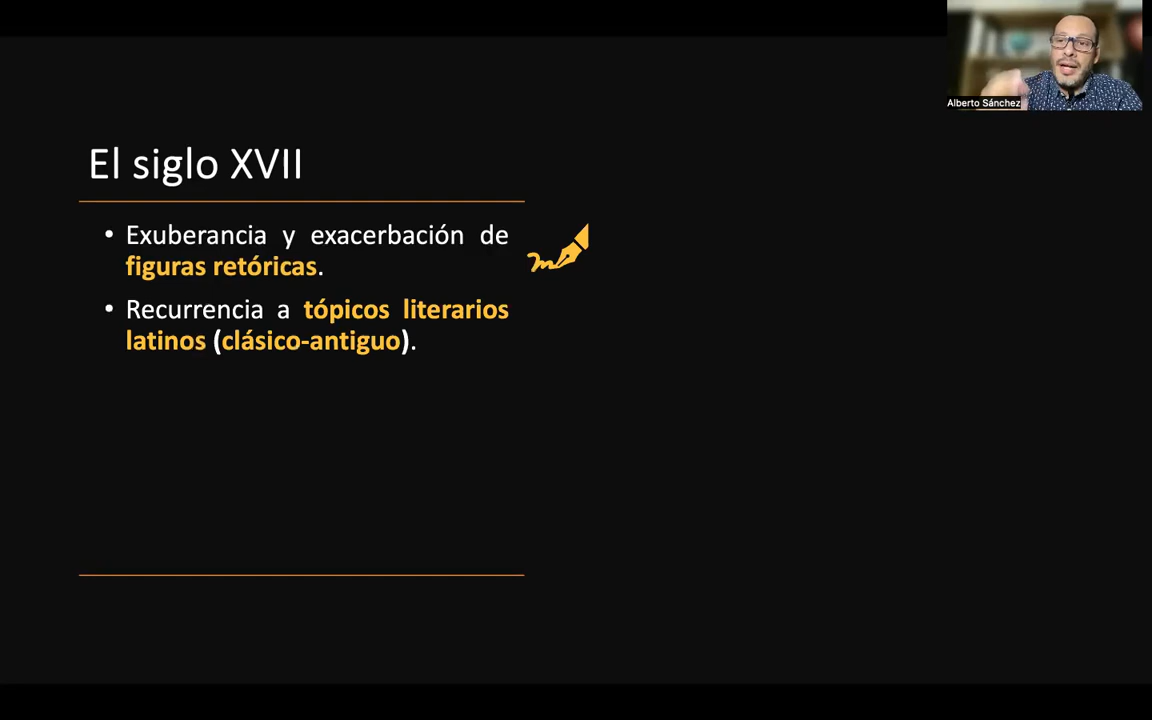 Alberto Sánchez
El siglo XVII
• Exuberancia y exacerbación de
figuras retóricas.
• Recurrencia a tópicos literarios
latinos (clásico-antiguo).